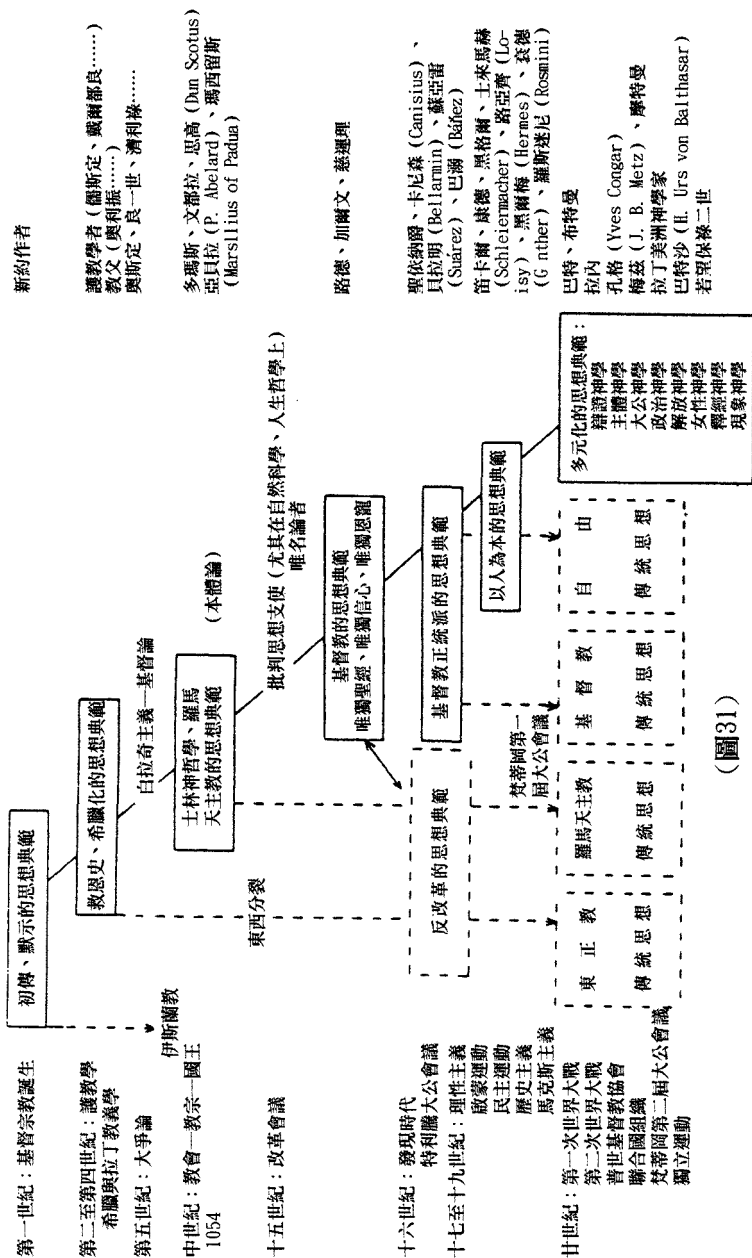 第一世紀：基督宗教誕生
第二至第四世紀：護教學
希臘與拉丁教義學
第五世紀：大爭論
中世紀：教會—教宗—國王
1054
十五世紀：改革會議
十六世紀：發現時代
特利騰大公會議
十七至十九世紀：理性主義
啟蒙運動
民主運動
歷史主義
馬克斯主義
廿世紀：第一次世界大戰
第二次世界大戰
普世基督教協會
聯合國組織
梵蒂岡第二屆大公會議
獨立運動
初傳、默示的思想典範
伊斯蘭教
救恩史、希臘化的思想典範
白拉奇主義—基督論
東西分裂
士林神哲學、羅馬
天主教的思想典範
（本體論）
批判思想支使（尤其在自然科學、人生哲學上）
唯名論者
基督教的思想典範
唯獨聖經、唯獨信心、唯獨恩寵
反改革的思想典範
基督教正統派的思想典範
梵蒂岡第一
屆大公會議
以人為本的思想典範
東正教
傳統思想
羅馬天主教
傳統思想
基督教
傳統思想
自由
傳統思想
多元化的思想典範：
辯證神學
主體神學
大公神學
政治神學
解放神學
女性神學
釋經神學
現象神學
新約作者
護教學者（儒斯定、戴爾都良……）
教父（奧利振……）
奧斯定、良一世、濟利祿……
多瑪斯、文都拉、思高 (Dun Scotus)
亞貝拉 (P. Abelard)、瑪西留斯
(Marsllius of Padua)
路德、加爾文、慈運理
聖依納爵、卡尼森 (Canisius)、
貝拉明 (Bellarmin)、蘇亞雷
(Suárez)、巴溺 (Báñez)
笛卡爾、康德、黑格爾、士來馬赫
(Schleiermacher)、路亞齊 (Lo-
isy)、黑爾梅 (Hermes)、袞德
(G nther)、羅斯迷尼 (Rosmini)
巴特、布特曼
拉內
孔格 (Yves Congar)
梅茲 (J. B. Metz)、摩特曼
拉丁美洲神學家
巴特沙 (H. Urs von Balthasar)
若望保祿二世
（圖31）